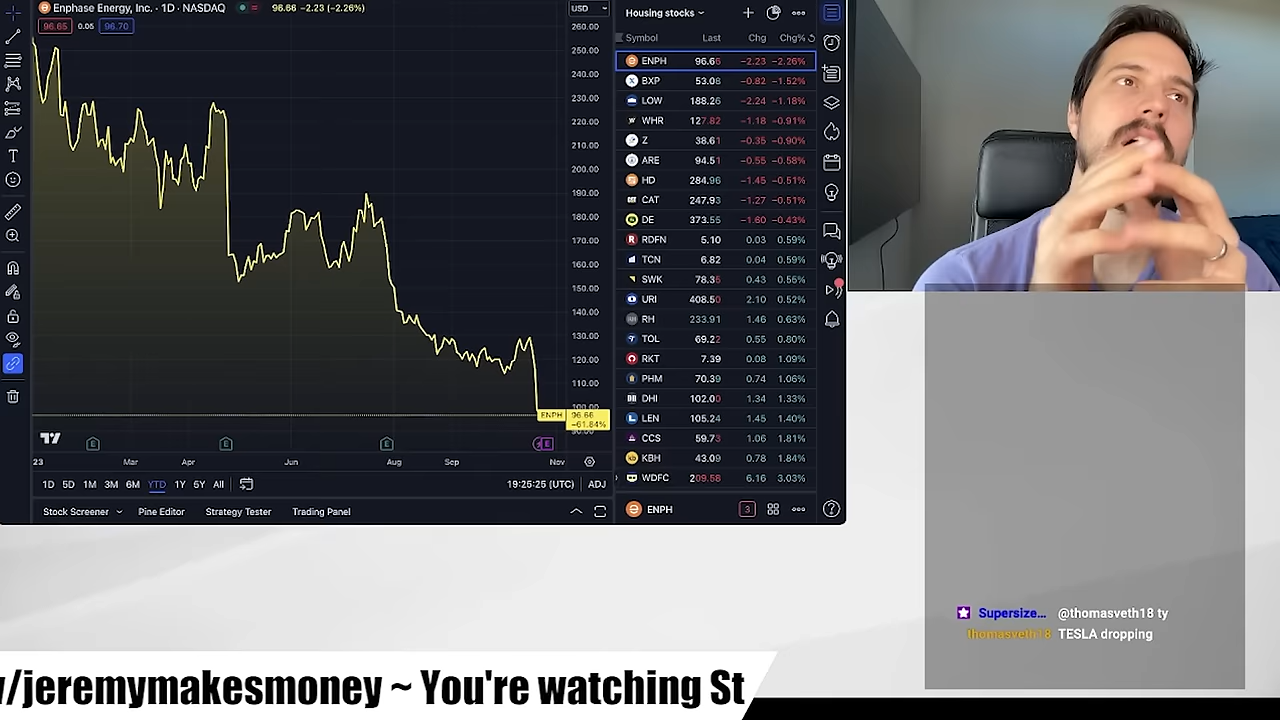 Enphase Energy, Inc. · 1D · NASDAQ 96.66 −2.23 (−2.26%)
96.65 0.05 96.70
USD
260.00
250.00
240.00
230.00
220.00
210.00
200.00
190.00
180.00
170.00
160.00
150.00
140.00
130.00
120.00
110.00
100.00
ENPH 96.66
−61.84%
E E E E
23 Mar Apr Jun Aug Sep Nov
1D 5D 1M 3M 6M YTD 1Y 5Y All 19:25:25 (UTC) ADJ
Stock Screener Pine Editor Strategy Tester Trading Panel
Housing stocks
Symbol Last Chg Chg%
ENPH 96.66 −2.23 −2.26%
BXP 53.08 −0.82 −1.52%
LOW 188.26 −2.24 −1.18%
WHR 127.82 −1.18 −0.91%
Z 38.61 −0.35 −0.90%
ARE 94.51 −0.55 −0.58%
HD 284.96 −1.45 −0.51%
CAT 247.93 −1.27 −0.51%
DE 373.55 −1.60 −0.43%
RDFN 5.10 0.03 0.59%
TCN 6.82 0.04 0.59%
SWK 78.35 0.43 0.55%
URI 408.50 2.10 0.52%
RH 233.91 1.46 0.63%
TOL 69.22 0.55 0.80%
RKT 7.39 0.08 1.09%
PHM 70.39 0.74 1.06%
DHI 102.00 1.34 1.33%
LEN 105.24 1.45 1.40%
CCS 59.73 1.06 1.81%
KBH 43.09 0.78 1.84%
WDFC 209.58 6.16 3.03%
ENPH 3
Supersize... @thomasveth18 ty
thomasveth18 TESLA dropping
/jeremymakesmoney ~ You're watching St